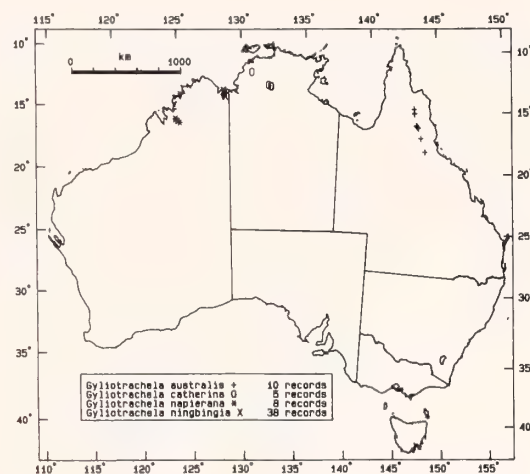 120° 125° 130° 135° 140° 145° 150°
10° 10°
km
0 1000
15° 15°
20° 20°
25° 25°
30° 30°
35° 35°
40° 40°
Gyliotrachela australis + 10 records
Gyliotrachela catherina O 5 records
Gyliotrachela napierana * 8 records
Gyliotrachela ningbingia X 38 records
110° 115° 120° 125° 130° 135° 140° 145° 150° 155°